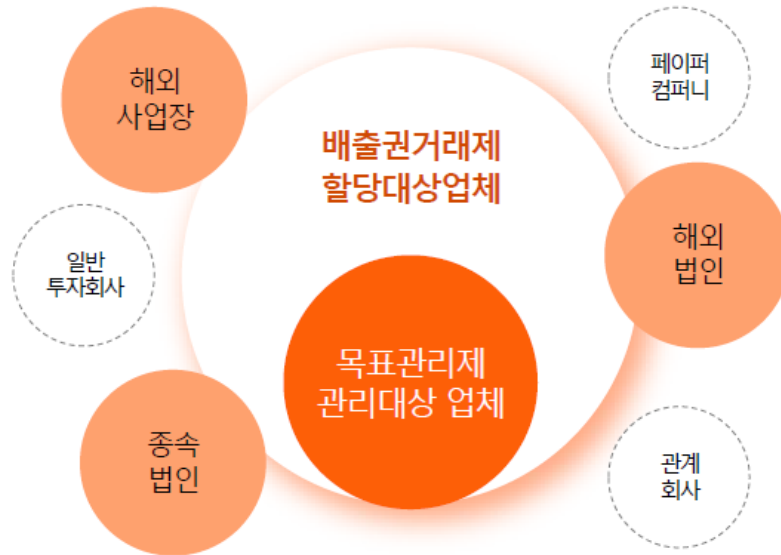 해외
사업장
페이퍼
컴퍼니
배출권거래제
할당대상업체
해외
법인
일반
투자회사
목표관리제
관리대상 업체
종속
법인
관계
회사